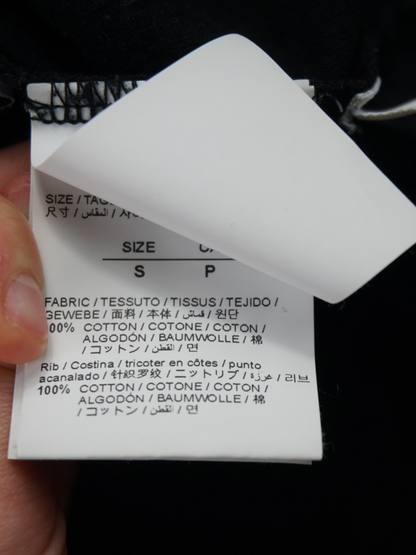 SIZE /
尺寸 / المقاس /
SIZE
S P
FABRIC / TESSUTO / TISSUS / TEJIDO /
GEWEBE / 面料 / 本体 / قماش / 원단
100% COTTON / COTONE / COTON /
ALGODÓN / BAUMWOLLE / 棉
/ コットン / القطن / 면
Rib / Costina / tricoter en côtes / punto
acanalado / 针织罗纹 / ニットリブ / غرزة / 리브
100% COTTON / COTONE / COTON /
ALGODÓN / BAUMWOLLE / 棉
/ コットン / القطن / 면